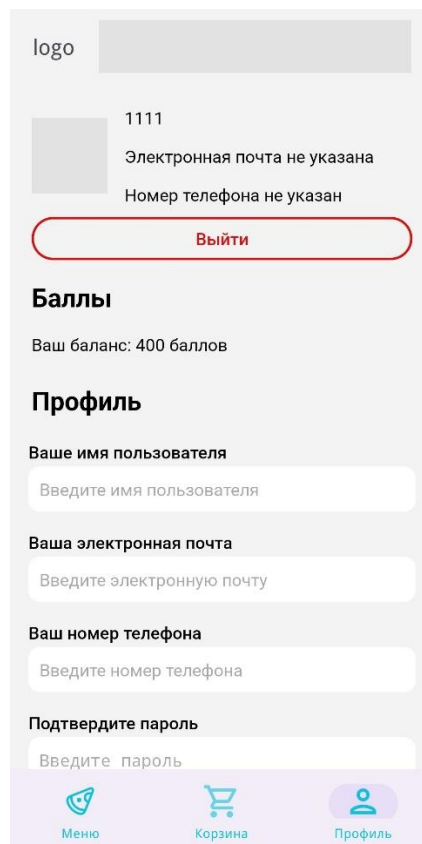 logo
1111
Электронная почта не указана
Номер телефона не указан
Выйти
Баллы
Ваш баланс: 400 баллов
Профиль
Ваше имя пользователя
Введите имя пользователя
Ваша электронная почта
Введите электронную почту
Ваш номер телефона
Введите номер телефона
Подтвердите пароль
Введите пароль
Меню Корзина Профиль